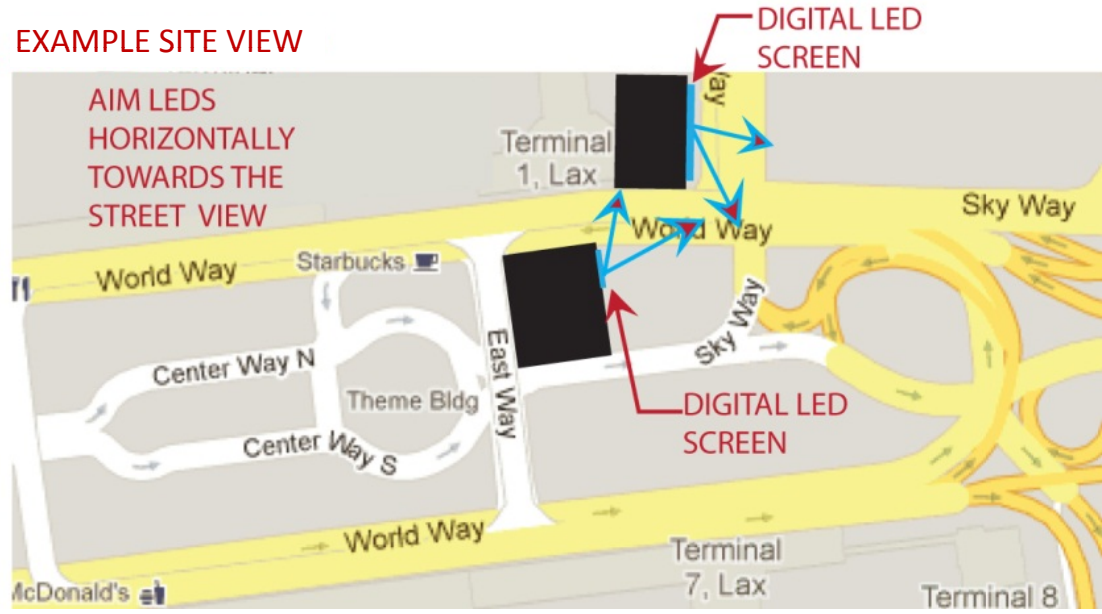 DIGITAL LED
SCREEN
EXAMPLE SITE VIEW
AIM LEDS
HORIZONTALLY
TOWARDS THE
STREET VIEW
Way
Terminal
1, Lax
Sky Way
World Way
World Way
Starbucks
Sky Way
East Way
Center Way N
Theme Bldg
DIGITAL LED
SCREEN
Center Way S
World Way
Terminal
7, Lax
McDonald's
Terminal 8